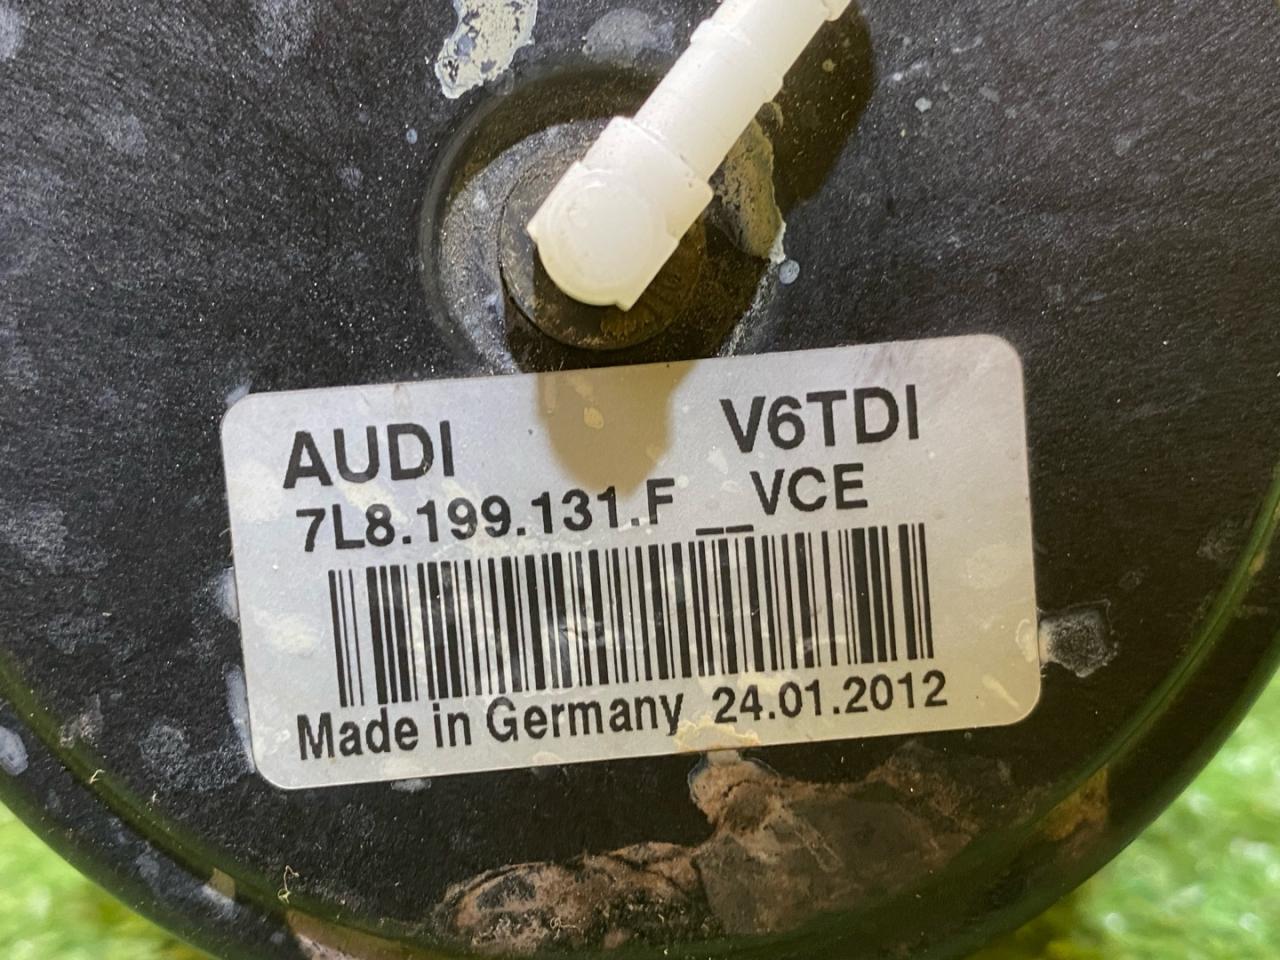 AUDI V6TDI
7L8.199.131.F __VCE
Made in Germany 24.01.2012